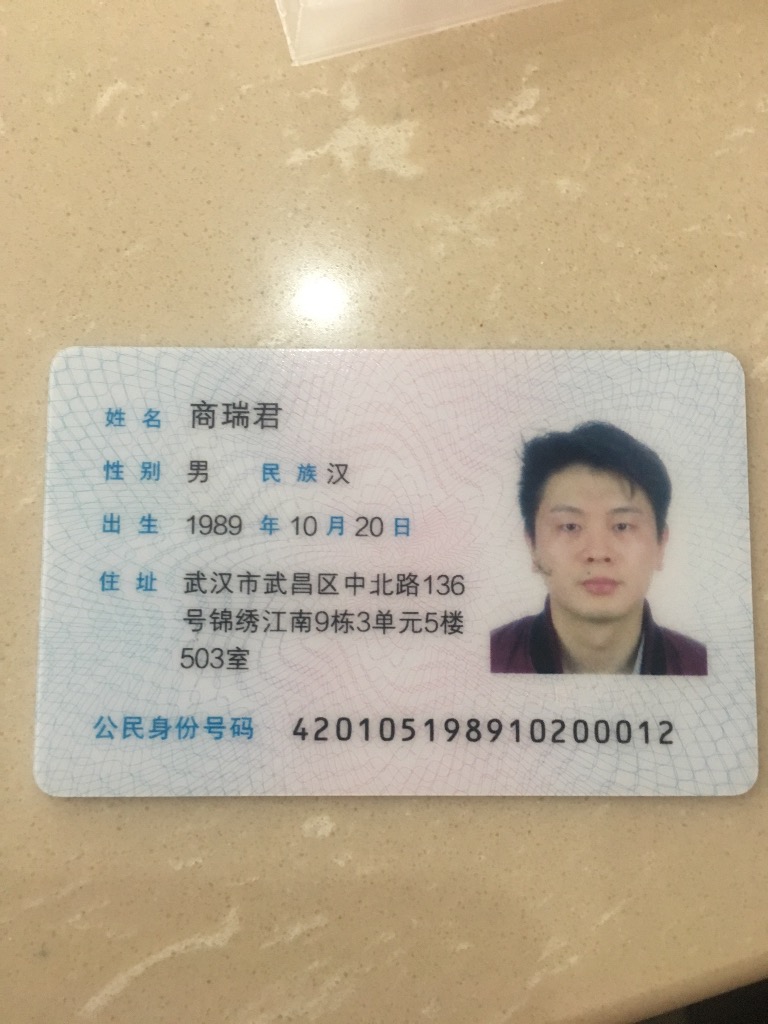 姓名 商瑞君
性别 男 民族 汉
出生 1989 年 10 月 20 日
住址 武汉市武昌区中北路136
号锦绣江南9栋3单元5楼
503室
公民身份号码 420105198910200012